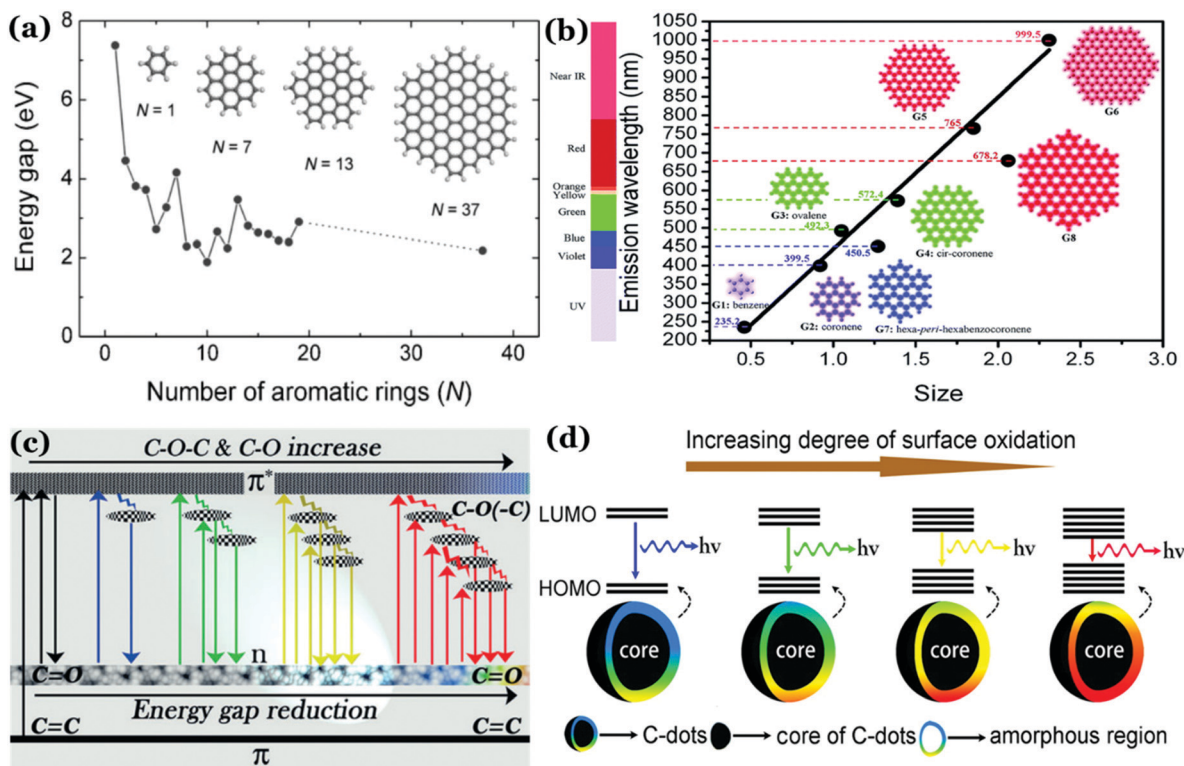 (a)
8
6
4
2
0
Energy gap (eV)
N = 1
N = 7
N = 13
N = 37
0
10
20
30
40
Number of aromatic rings (N)
(b)
Near IR
Red
Orange
Yellow
Green
Blue
Violet
UV
Emission wavelength (nm)
1050
1000
950
900
850
800
750
700
650
600
550
500
450
400
350
300
250
200
999.5
765
678.2
572.4
492.3
450.5
399.5
235.2
G5
G6
G3: ovalene
G4: cir-coronene
G8
G1: benzene
G2: coronene
G7: hexa-peri-hexabenzocoronene
0.5
1.0
1.5
2.0
2.5
3.0
Size
(c)
C-O-C & C-O increase
π*
C-O(-C)
n
C=O
C=O
Energy gap reduction
C=C
C=C
π
(d)
Increasing degree of surface oxidation
LUMO
hν
hν
hν
hν
HOMO
core
core
core
core
C-dots
core of C-dots
amorphous region